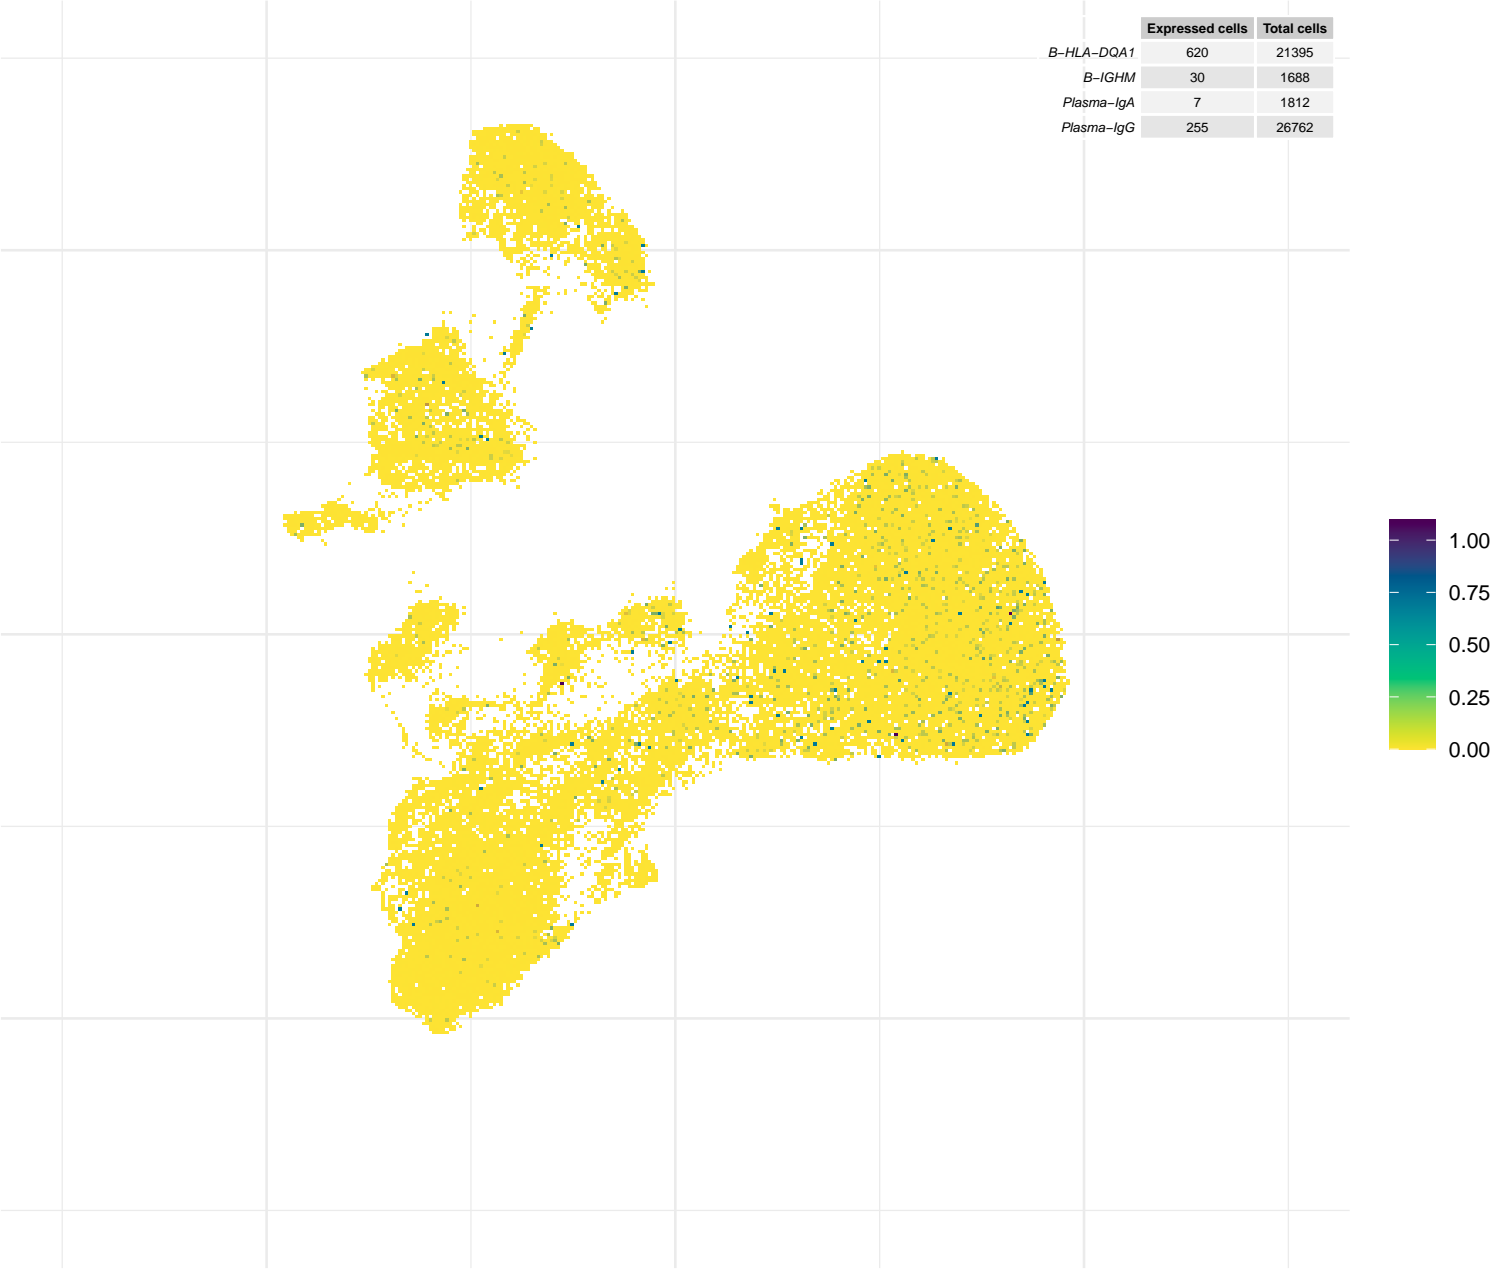 Expressed cells Total cells
B−HLA−DQA1 620 21395
B−IGHM 30 1688
Plasma−IgA 7 1812
Plasma−IgG 255 26762
1.00
0.75
0.50
0.25
0.00